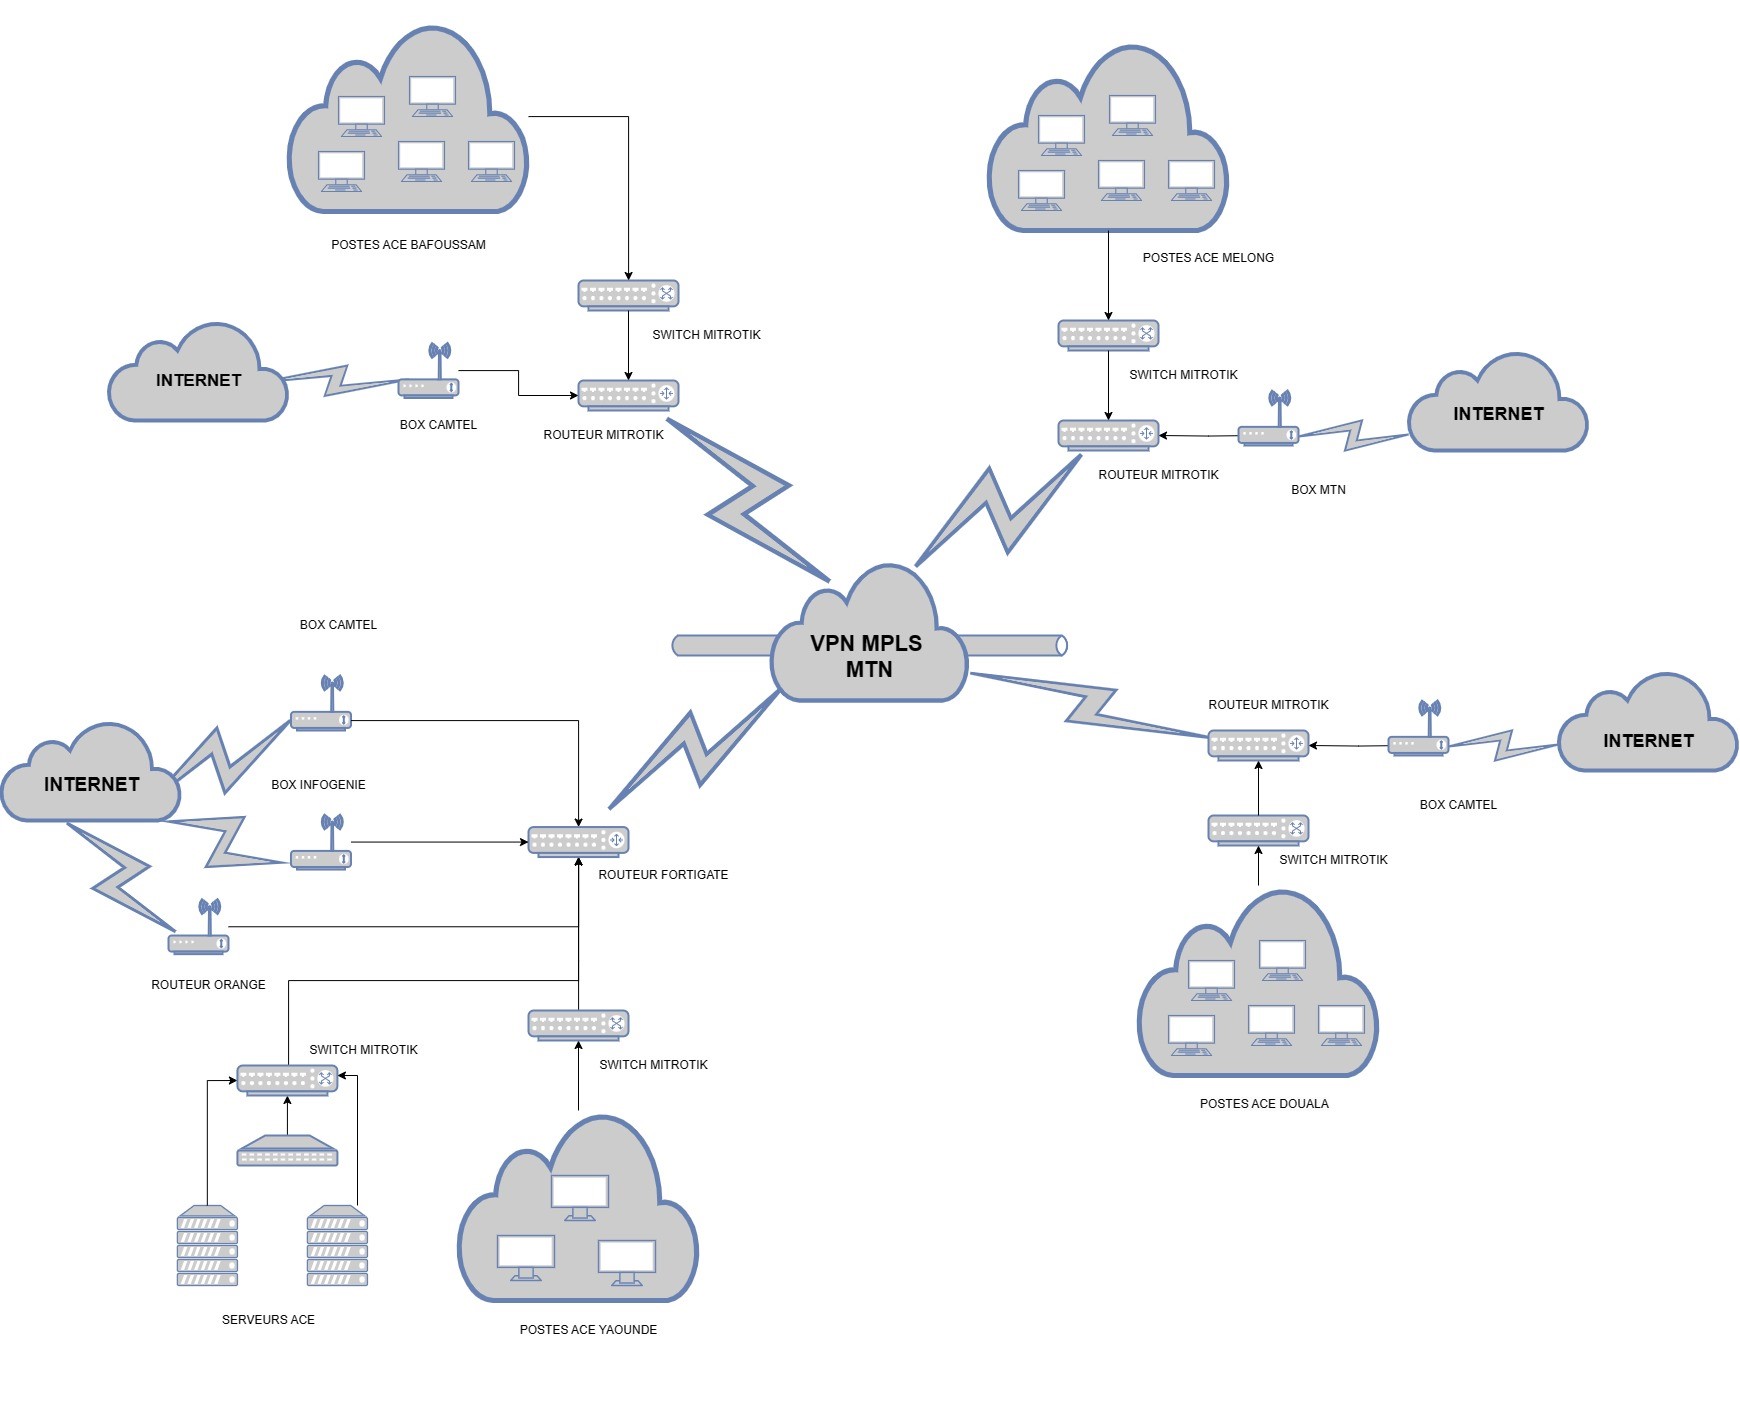 POSTES ACE BAFOUSSAM
POSTES ACE MELONG
SWITCH MITROTIK
SWITCH MITROTIK
INTERNET
INTERNET
BOX CAMTEL
ROUTEUR MITROTIK
ROUTEUR MITROTIK
BOX MTN
BOX CAMTEL
VPN MPLS
MTN
ROUTEUR MITROTIK
INTERNET
INTERNET
BOX INFOGENIE
BOX CAMTEL
ROUTEUR FORTIGATE
SWITCH MITROTIK
ROUTEUR ORANGE
SWITCH MITROTIK
SWITCH MITROTIK
POSTES ACE DOUALA
SERVEURS ACE
POSTES ACE YAOUNDE